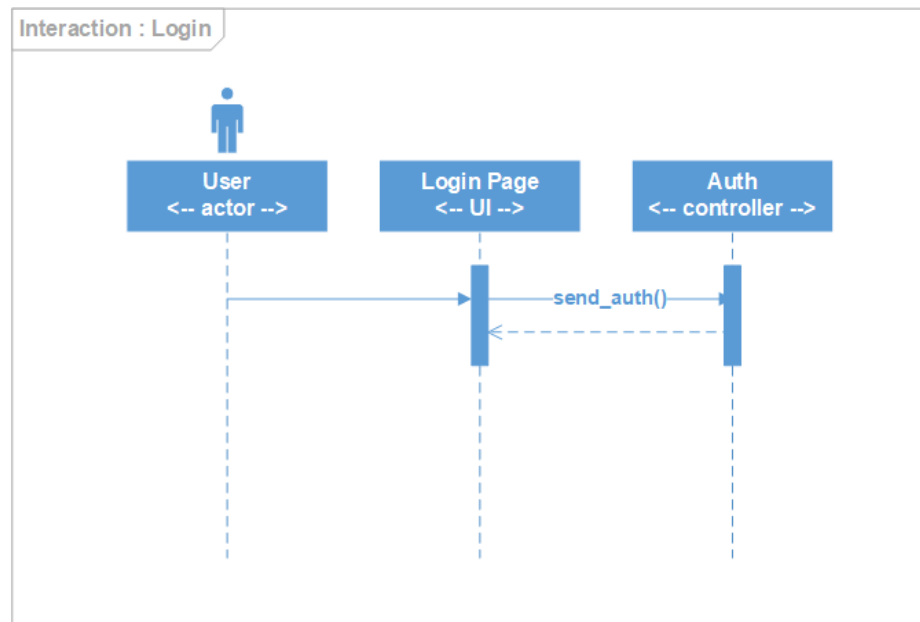 Interaction : Login
User
<-- actor -->
Login Page
<-- UI -->
Auth
<-- controller -->
send_auth()